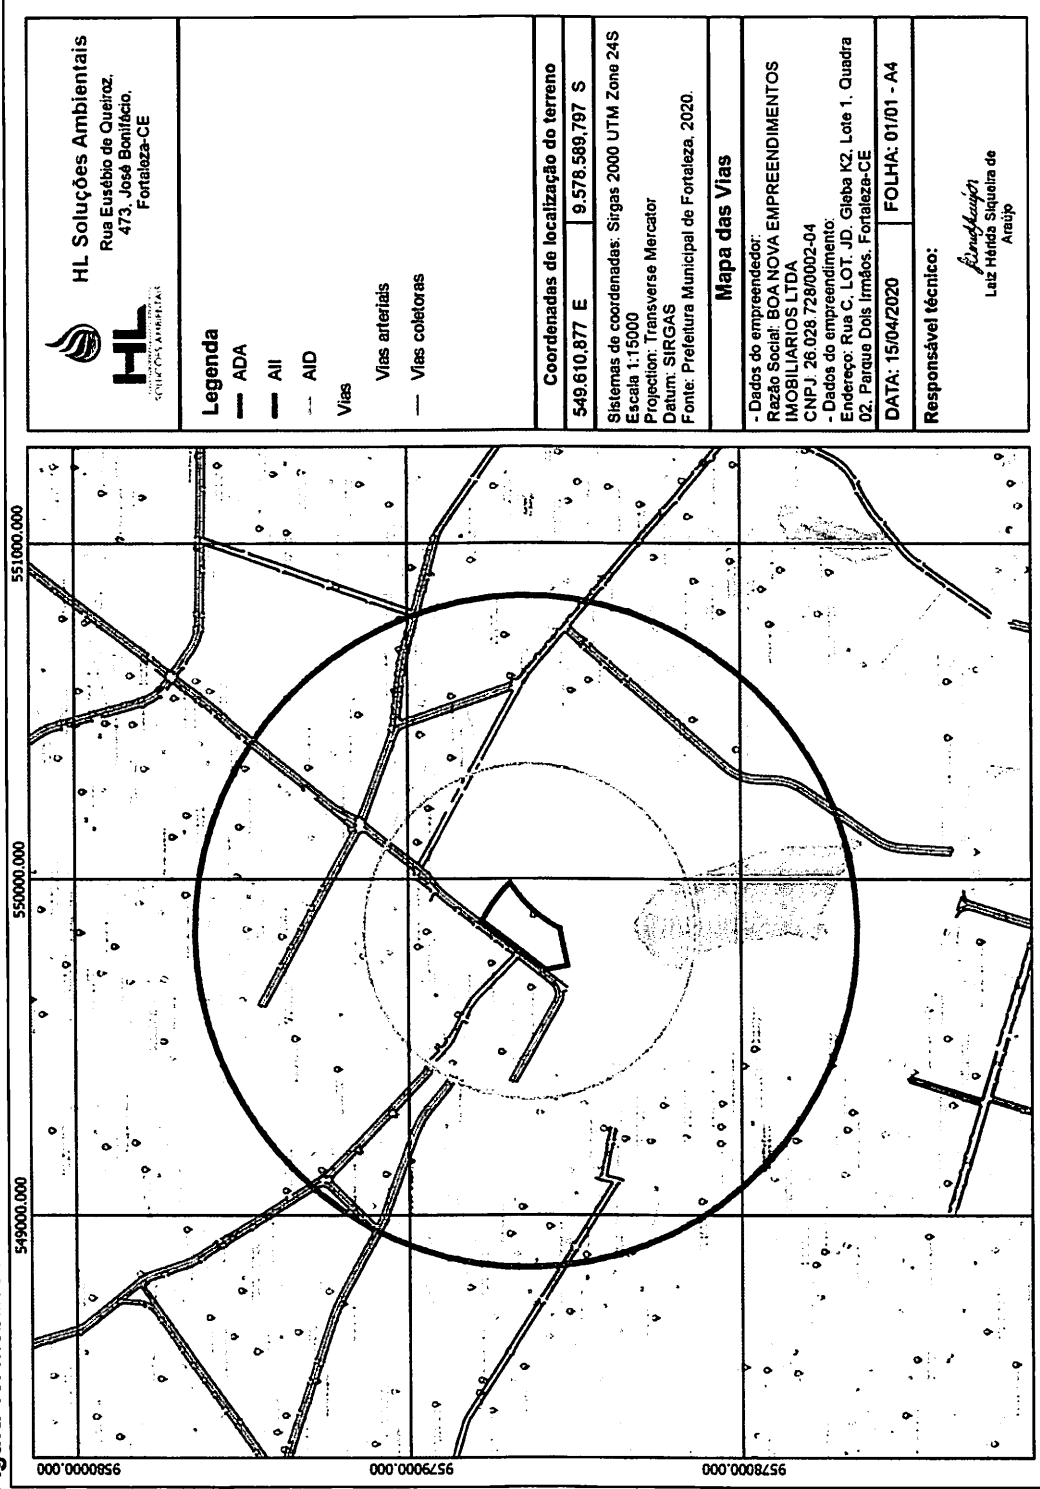 HL Soluções Ambientais
Rua Eusébio de Queiroz,
473, José Bonifácio,
Fortaleza-CE
HL
SOLUÇÕES AMBIENTAIS
Legenda
ADA
AII
AID
Vias
Vias arteriais
Vias coletoras
Coordenadas de localização do terreno
549.610,877 E 9.578.589,797 S
Sistemas de coordenadas: Sirgas 2000 UTM Zone 24S
Escala 1:15000
Projection: Transverse Mercator
Datum: SIRGAS
Fonte: Prefeitura Municipal de Fortaleza, 2020.
Mapa das Vias
- Dados do empreendedor:
Razão Social: BOA NOVA EMPREENDIMENTOS
IMOBILIARIOS LTDA
CNPJ: 26.028.728/0002-04
- Dados do empreendimento:
Endereço: Rua C, LOT. JD. Gleba K2, Lote 1, Quadra
02, Parque Dois Irmãos, Fortaleza-CE
DATA: 15/04/2020 FOLHA: 01/01 - A4
Responsável técnico:
Laiz Hérida Siqueira de
Araújo
549000.000
550000.000
551000.000
9580000.000
9579000.000
9578000.000